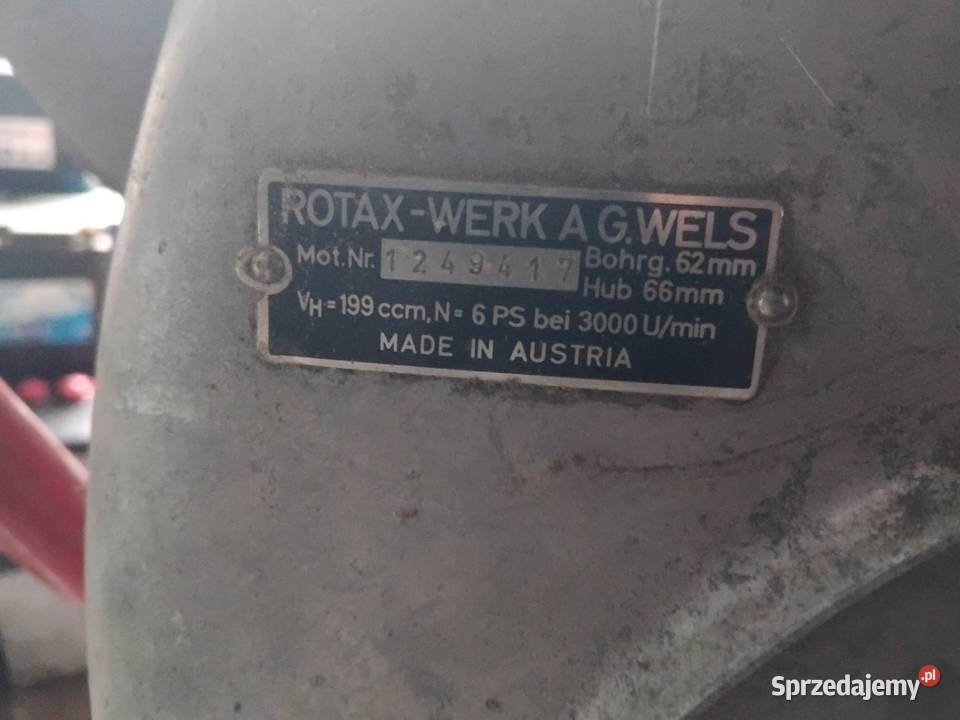 ROTAX-WERK A.G. WELS
Mot. Nr. 1249417 Bohrg. 62mm
Hub 66mm
VH = 199 ccm, N = 6 PS bei 3000 U/min
MADE IN AUSTRIA
Sprzedajemy.pl